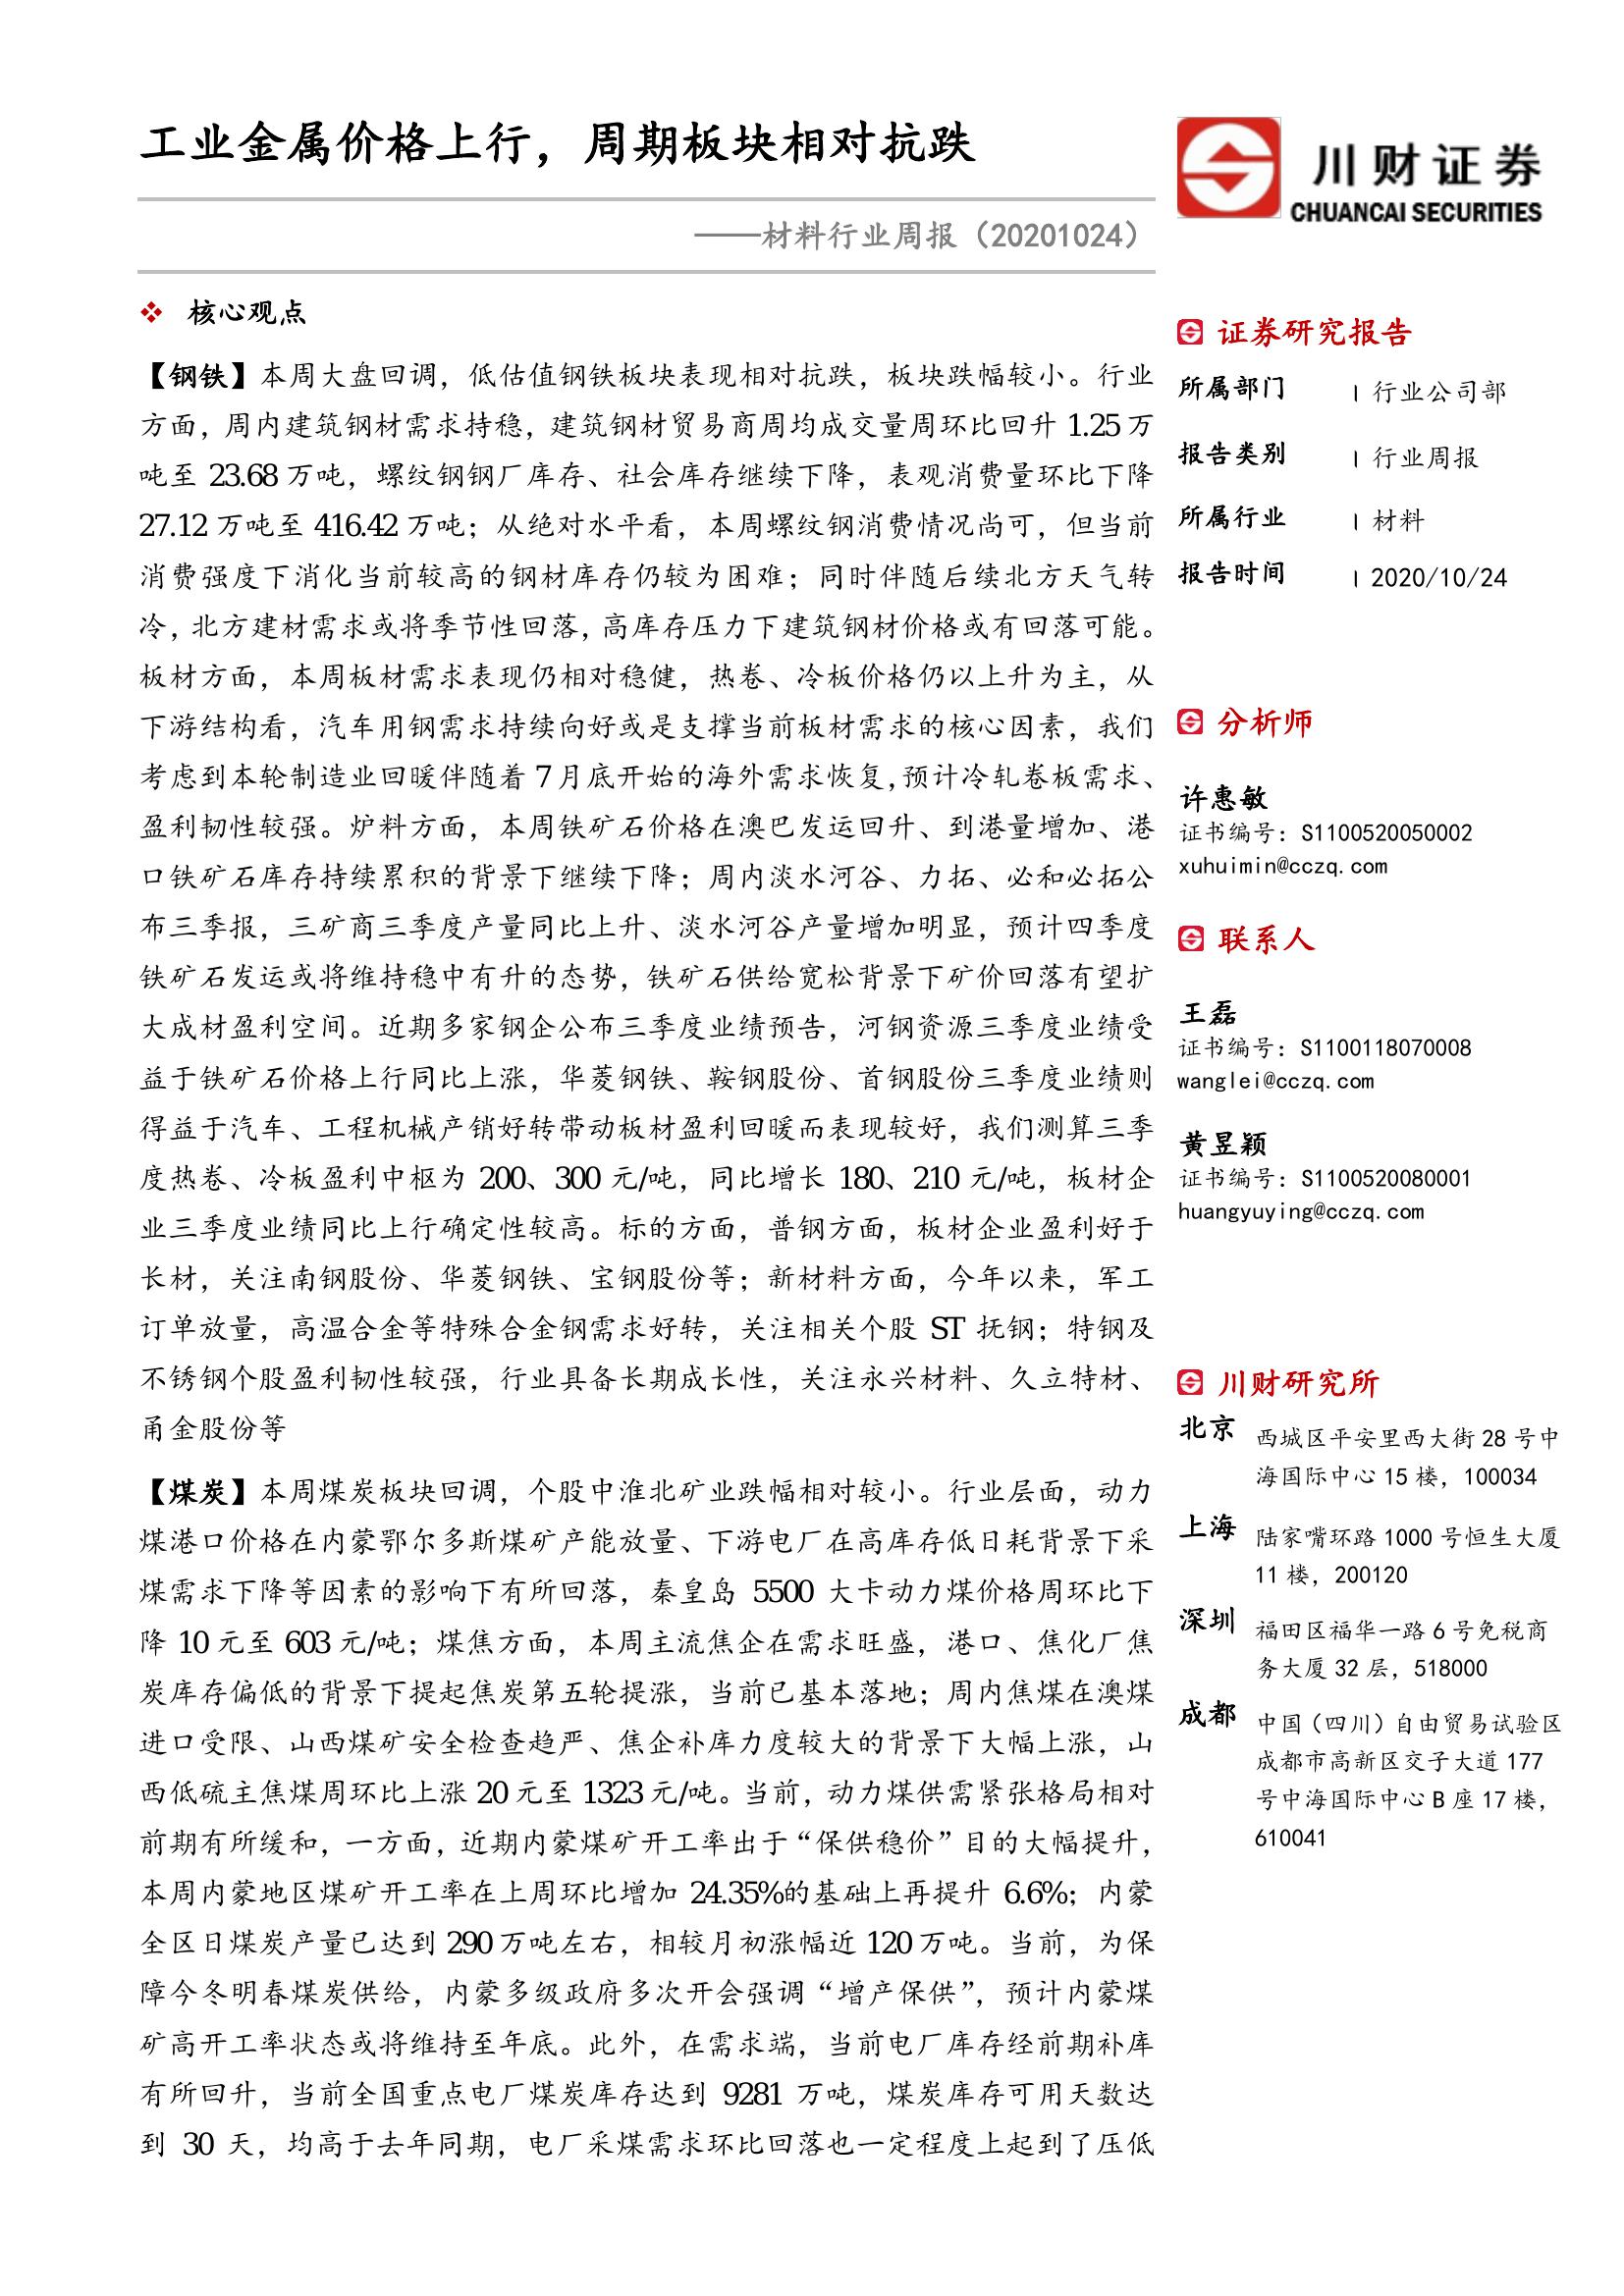 工业金属价格上行，周期板块相对抗跌
——材料行业周报（20201024）
核心观点
【钢铁】本周大盘回调，低估值钢铁板块表现相对抗跌，板块跌幅较小。行业
方面，周内建筑钢材需求持稳，建筑钢材贸易商周均成交量周环比回升 1.25 万
吨至 23.68 万吨，螺纹钢钢厂库存、社会库存继续下降，表观消费量环比下降
27.12 万吨至 416.42 万吨；从绝对水平看，本周螺纹钢消费情况尚可，但当前
消费强度下消化当前较高的钢材库存仍较为困难；同时伴随后续北方天气转
冷，北方建材需求或将季节性回落，高库存压力下建筑钢材价格或有回落可能。
板材方面，本周板材需求表现仍相对稳健，热卷、冷板价格仍以上升为主，从
下游结构看，汽车用钢需求持续向好或是支撑当前板材需求的核心因素，我们
考虑到本轮制造业回暖伴随着 7 月底开始的海外需求恢复，预计冷轧卷板需求、
盈利韧性较强。炉料方面，本周铁矿石价格在澳巴发运回升、到港量增加、港
口铁矿石库存持续累积的背景下继续下降；周内淡水河谷、力拓、必和必拓公
布三季报，三矿商三季度产量同比上升、淡水河谷产量增加明显，预计四季度
铁矿石发运或将维持稳中有升的态势，铁矿石供给宽松背景下矿价回落有望扩
大成材盈利空间。近期多家钢企公布三季度业绩预告，河钢资源三季度业绩受
益于铁矿石价格上行同比上涨，华菱钢铁、鞍钢股份、首钢股份三季度业绩则
得益于汽车、工程机械产销好转带动板材盈利回暖而表现较好，我们测算三季
度热卷、冷板盈利中枢为 200、300 元/吨，同比增长 180、210 元/吨，板材企
业三季度业绩同比上行确定性较高。标的方面，普钢方面，板材企业盈利好于
长材，关注南钢股份、华菱钢铁、宝钢股份等；新材料方面，今年以来，军工
订单放量，高温合金等特殊合金钢需求好转，关注相关个股 ST 抚钢；特钢及
不锈钢个股盈利韧性较强，行业具备长期成长性，关注永兴材料、久立特材、
甬金股份等
【煤炭】本周煤炭板块回调，个股中淮北矿业跌幅相对较小。行业层面，动力
煤港口价格在内蒙鄂尔多斯煤矿产能放量、下游电厂在高库存低日耗背景下采
煤需求下降等因素的影响下有所回落，秦皇岛 5500 大卡动力煤价格周环比下
降 10 元至 603 元/吨；煤焦方面，本周主流焦企在需求旺盛，港口、焦化厂焦
炭库存偏低的背景下提起焦炭第五轮提涨，当前已基本落地；周内焦煤在澳煤
进口受限、山西煤矿安全检查趋严、焦企补库力度较大的背景下大幅上涨，山
西低硫主焦煤周环比上涨 20 元至 1323 元/吨。当前，动力煤供需紧张格局相对
前期有所缓和，一方面，近期内蒙煤矿开工率出于“保供稳价”目的大幅提升，
本周内蒙地区煤矿开工率在上周环比增加 24.35%的基础上再提升 6.6%；内蒙
全区日煤炭产量已达到 290 万吨左右，相较月初涨幅近 120 万吨。当前，为保
障今冬明春煤炭供给，内蒙多级政府多次开会强调“增产保供”，预计内蒙煤
矿高开工率状态或将维持至年底。此外，在需求端，当前电厂库存经前期补库
有所回升，当前全国重点电厂煤炭库存达到 9281 万吨，煤炭库存可用天数达
到 30 天，均高于去年同期，电厂采煤需求环比回落也一定程度上起到了压低
川财证券
CHUANCAI SECURITIES
证券研究报告
所属部门 | 行业公司部
报告类别 | 行业周报
所属行业 | 材料
报告时间 | 2020/10/24
分析师
许惠敏
证书编号：S1100520050002
xuhuimin@cczq.com
联系人
王磊
证书编号：S1100118070008
wanglei@cczq.com
黄昱颖
证书编号：S1100520080001
huangyuying@cczq.com
川财研究所
北京 西城区平安里西大街 28 号中
海国际中心 15 楼，100034
上海 陆家嘴环路 1000 号恒生大厦
11 楼，200120
深圳 福田区福华一路 6 号免税商
务大厦 32 层，518000
成都 中国（四川）自由贸易试验区
成都市高新区交子大道 177
号中海国际中心 B 座 17 楼，
610041